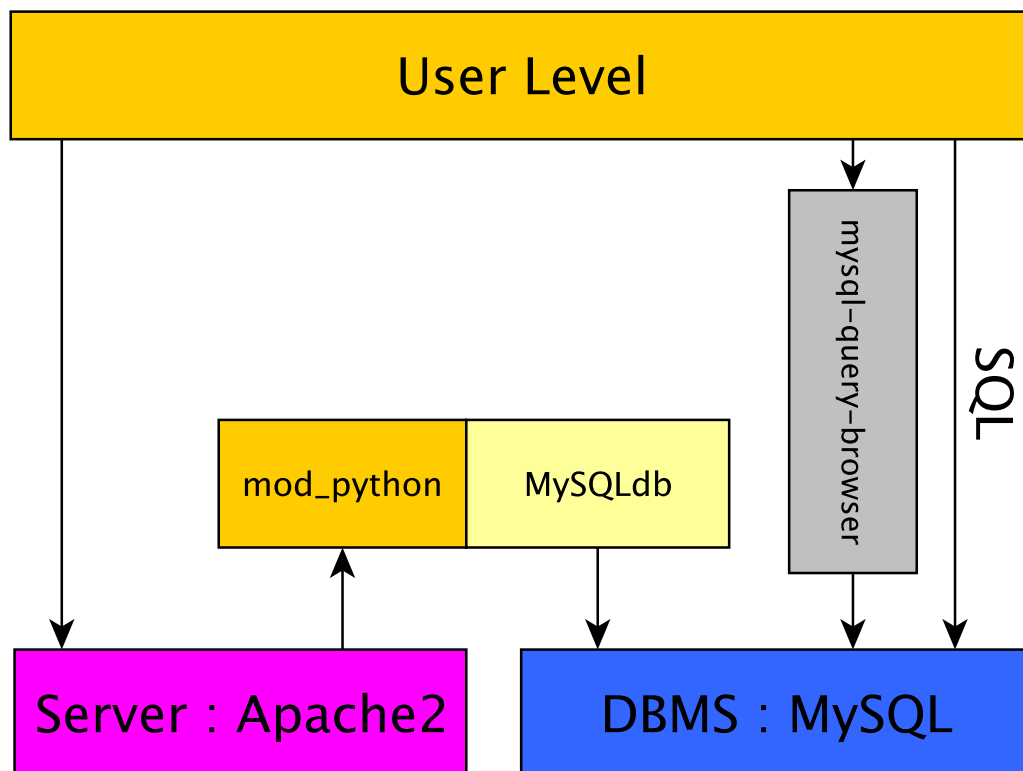 User Level
mysql-query-browser
SQL
mod_python
MySQLdb
Server : Apache2
DBMS : MySQL